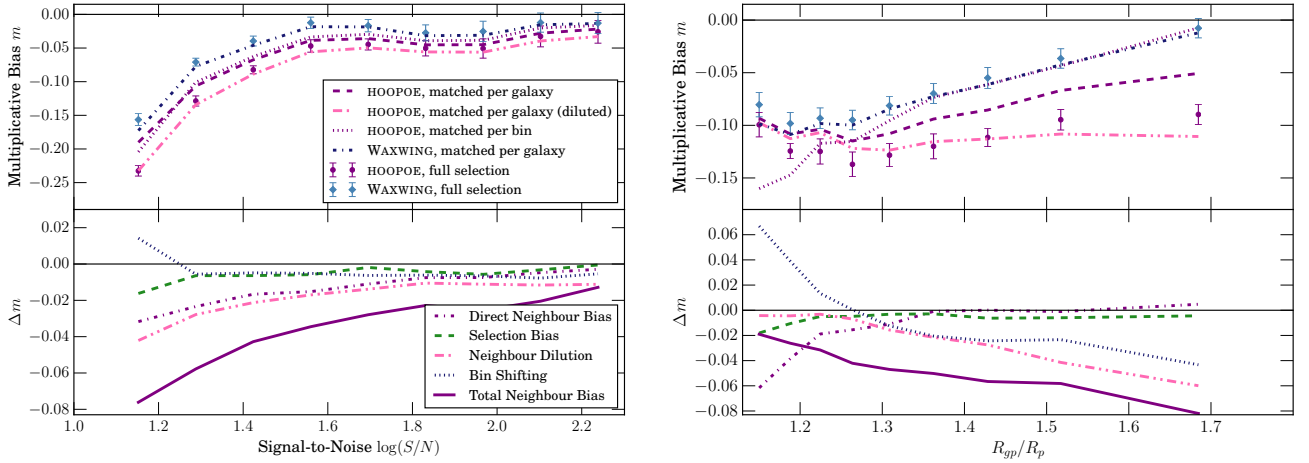 Multiplicative Bias m
0.00
−0.05
−0.10
−0.15
−0.20
−0.25
HOOPOE, matched per galaxy
HOOPOE, matched per galaxy (diluted)
HOOPOE, matched per bin
WAXWING, matched per galaxy
HOOPOE, full selection
WAXWING, full selection
Δm
0.02
0.00
−0.02
−0.04
−0.06
−0.08
Direct Neighbour Bias
Selection Bias
Neighbour Dilution
Bin Shifting
Total Neighbour Bias
1.0 1.2 1.4 1.6 1.8 2.0 2.2
Signal-to-Noise log(S/N)
Multiplicative Bias m
0.00
−0.05
−0.10
−0.15
Δm
0.06
0.04
0.02
0.00
−0.02
−0.04
−0.06
−0.08
1.2 1.3 1.4 1.5 1.6 1.7
R_gp/R_p